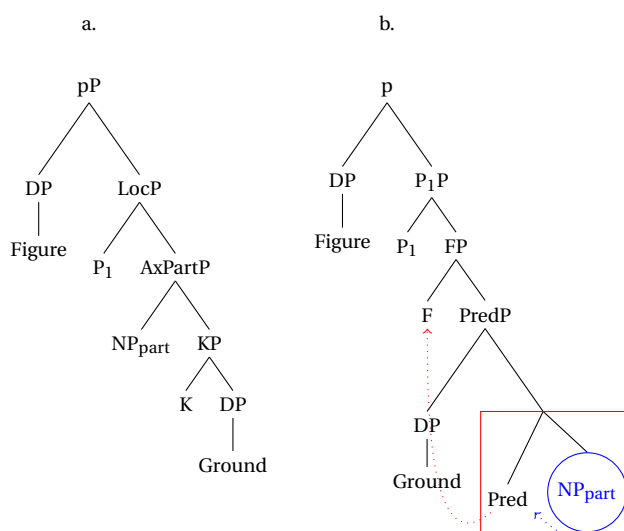 a.
b.
pP
p
DP
LocP
DP
P₁P
Figure
P₁
AxPartP
Figure
P₁
FP
NPpart
KP
F
PredP
K
DP
DP
Ground
Ground
Pred
NPpart
r